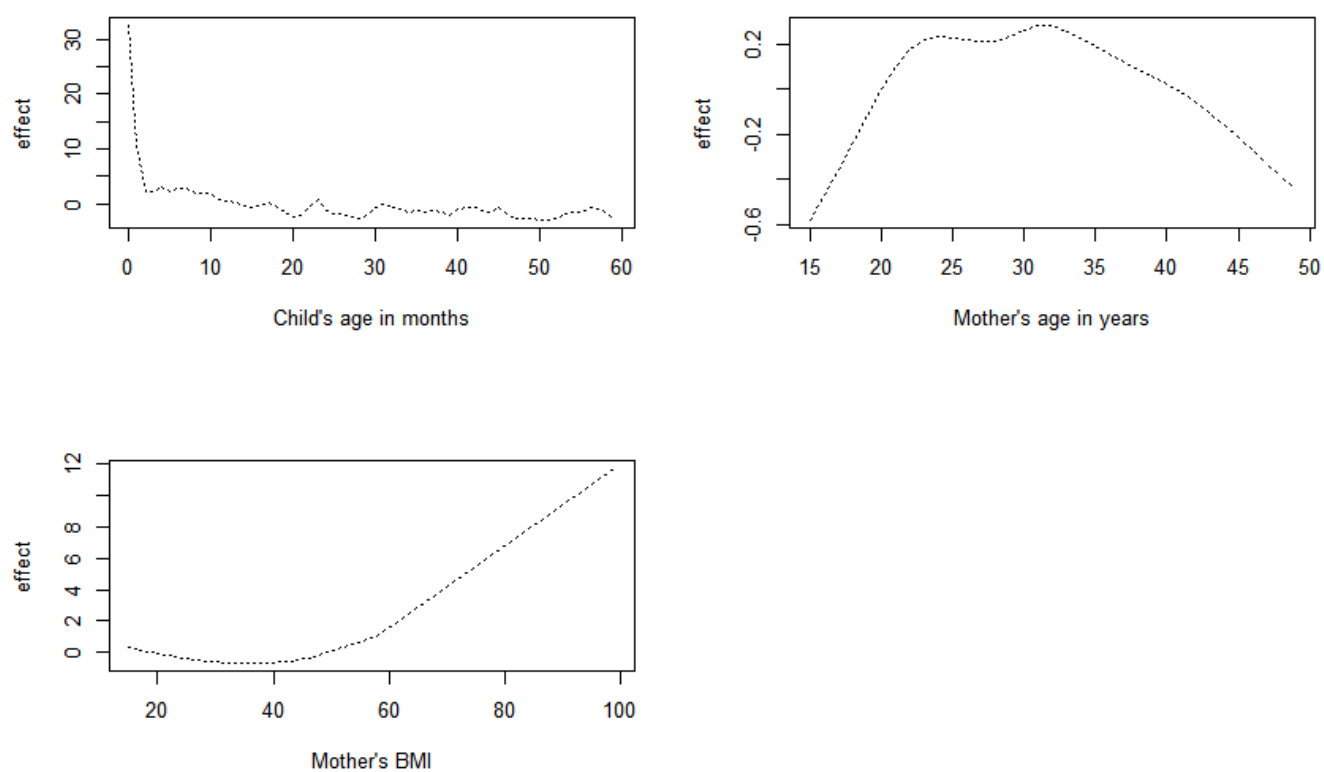 effect
30
20
10
0
0 10 20 30 40 50 60
Child's age in months
effect
0.2
-0.2
-0.6
15 20 25 30 35 40 45 50
Mother's age in years
effect
12
8
6
4
2
0
20 40 60 80 100
Mother's BMI